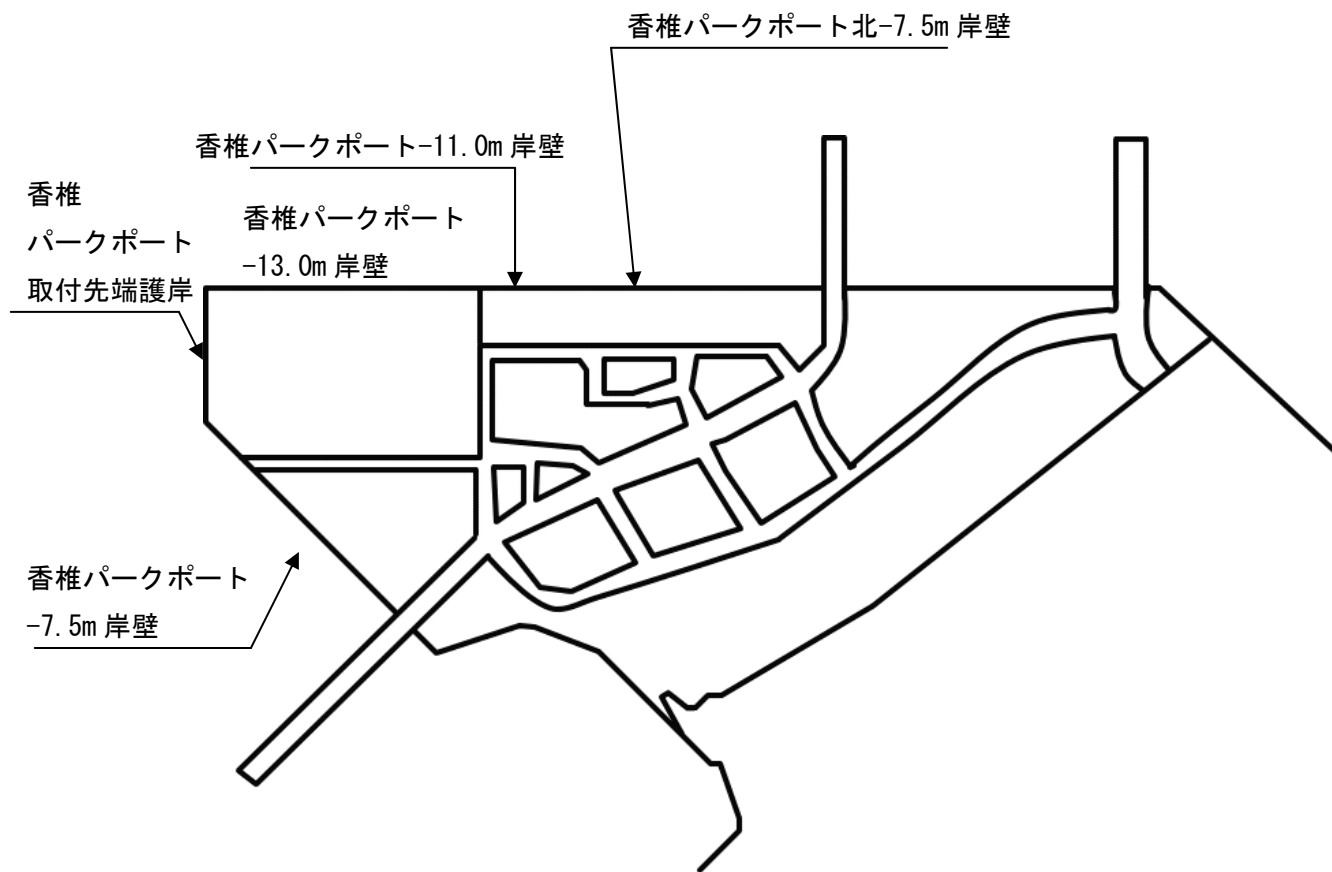 香椎パークポート北-7.5m 岸壁
香椎パークポート-11.0m 岸壁
香椎
パークポート
取付先端護岸
香椎パークポート
-13.0m 岸壁
香椎パークポート
-7.5m 岸壁